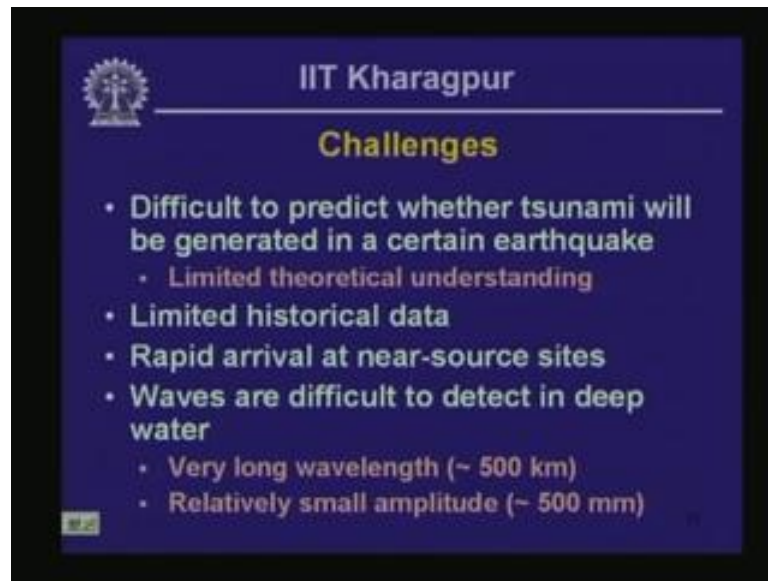 IIT Kharagpur
Challenges
• Difficult to predict whether tsunami will
be generated in a certain earthquake
• Limited theoretical understanding
• Limited historical data
• Rapid arrival at near-source sites
• Waves are difficult to detect in deep
water
• Very long wavelength (~ 500 km)
• Relatively small amplitude (~ 500 mm)